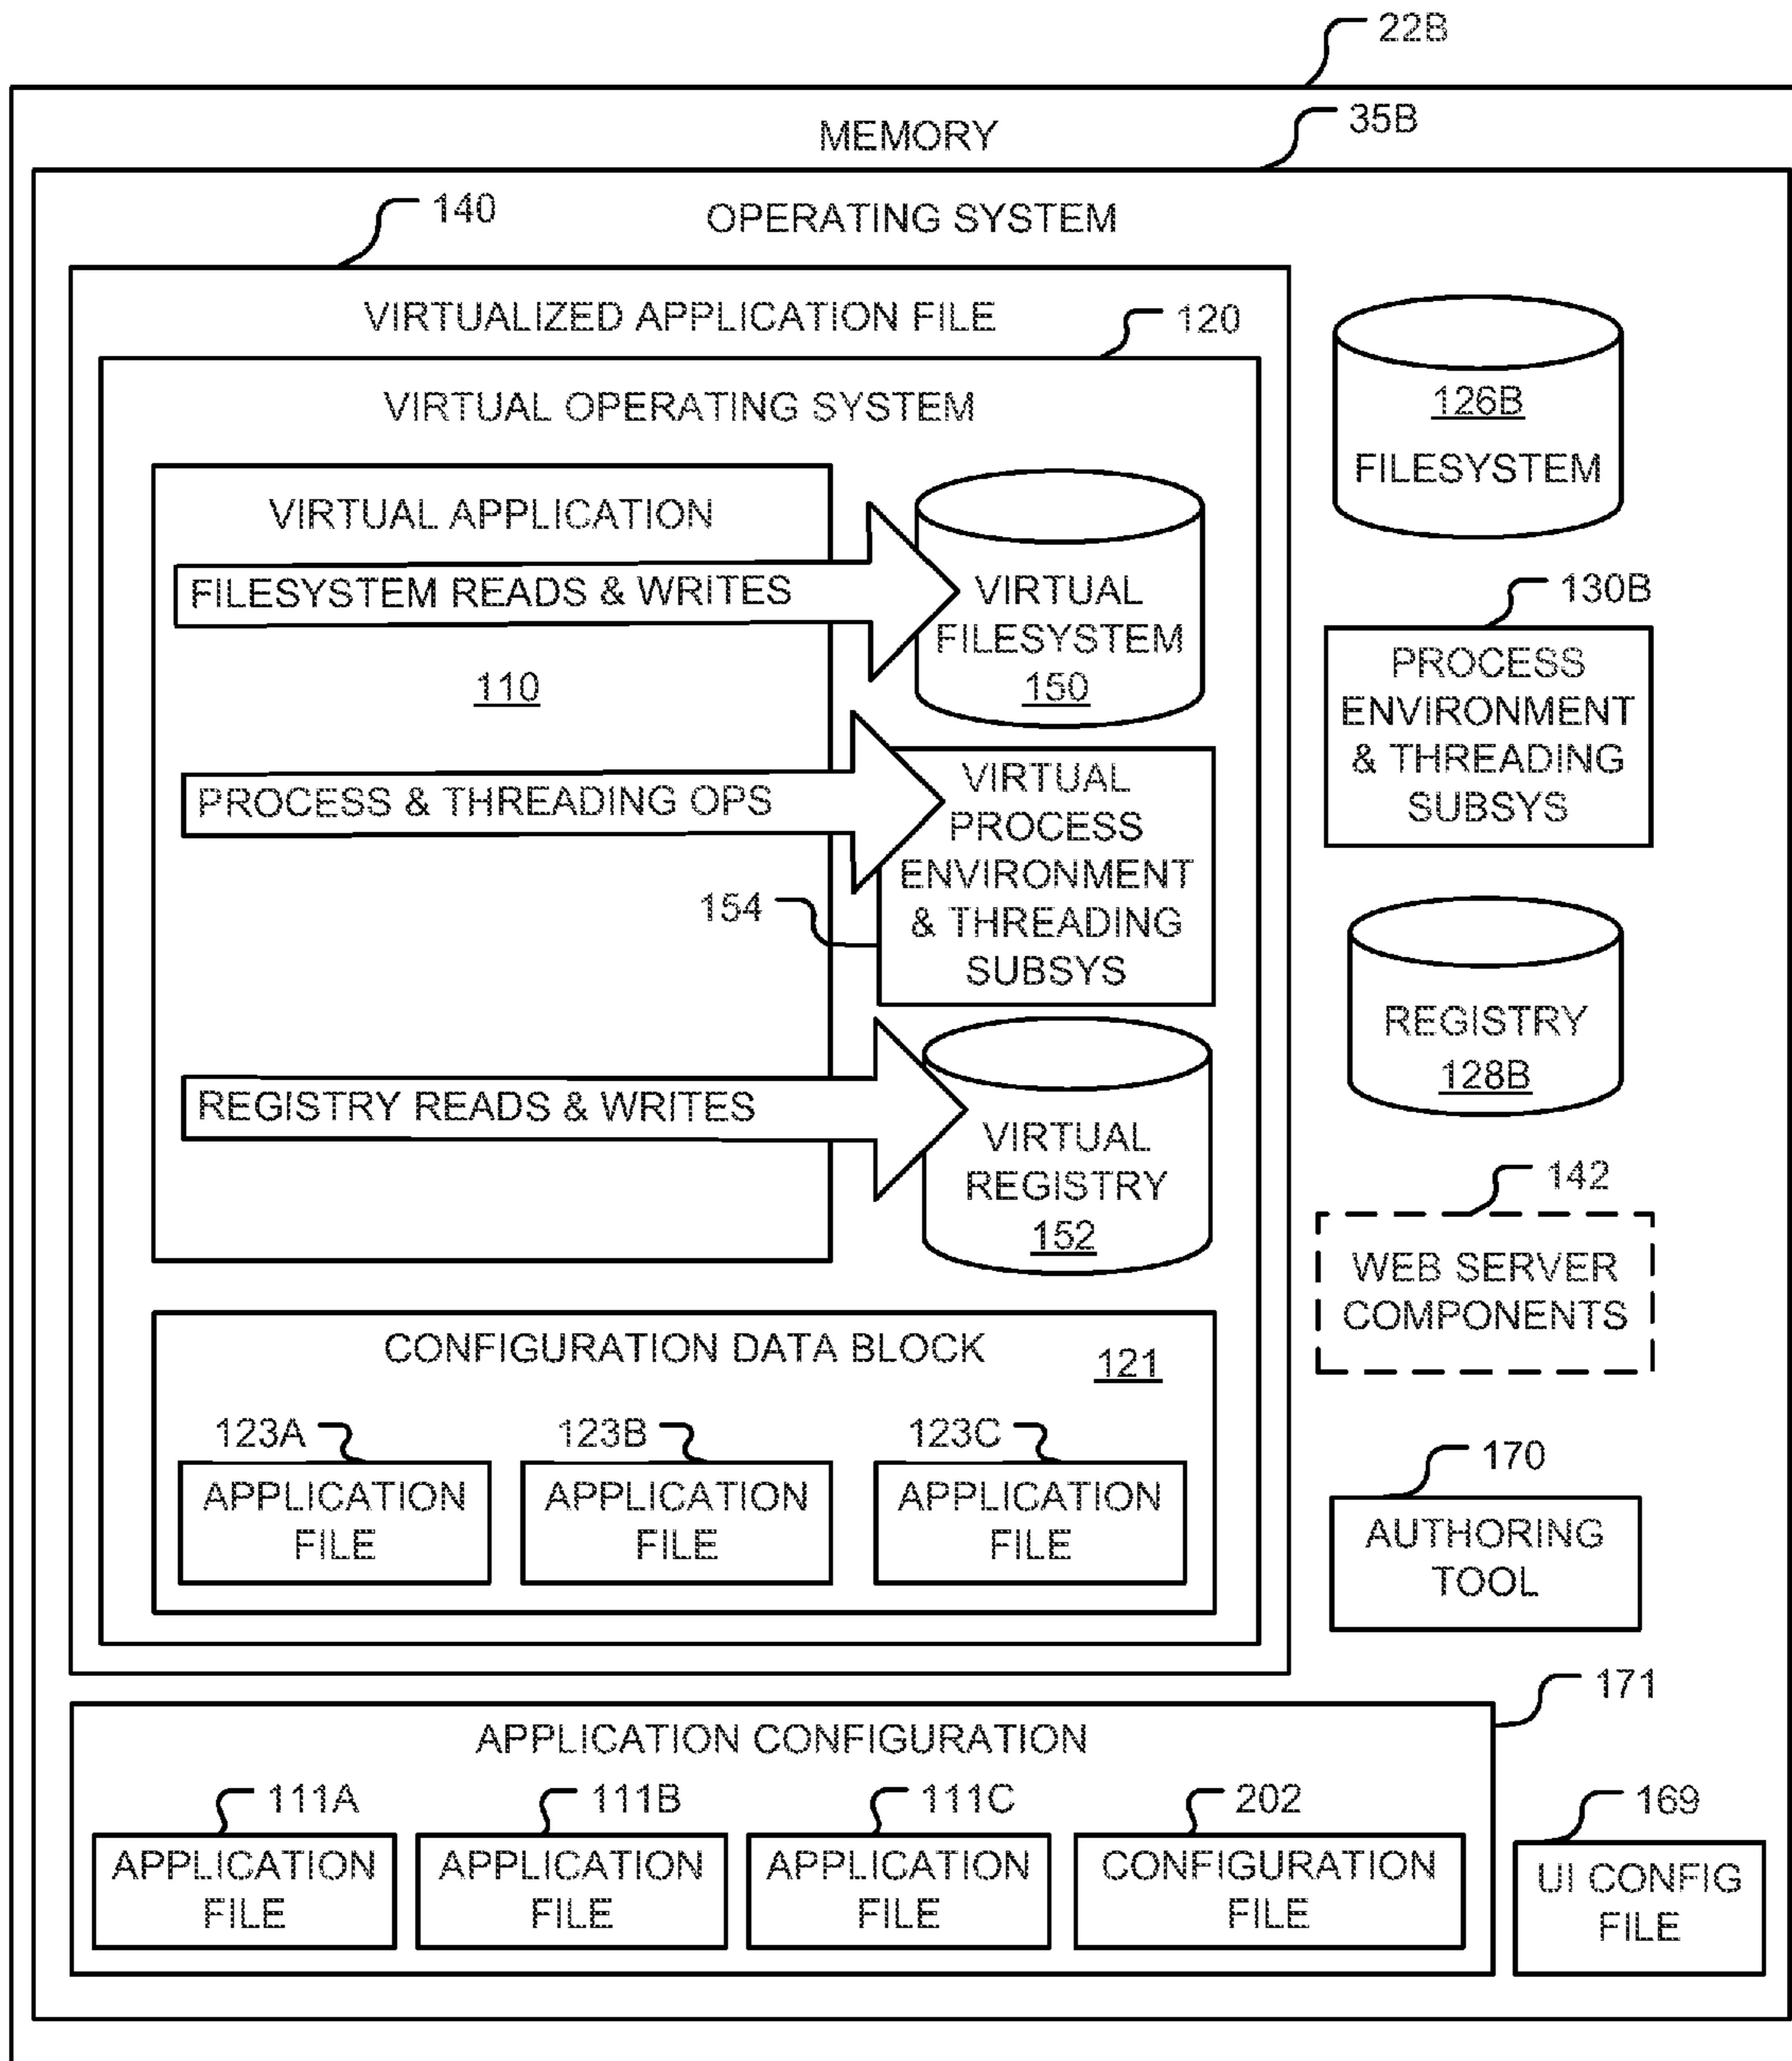 22B
MEMORY
35B
OPERATING SYSTEM
140
VIRTUALIZED APPLICATION FILE
120
VIRTUAL OPERATING SYSTEM
VIRTUAL APPLICATION
FILESYSTEM READS & WRITES
110
VIRTUAL
FILESYSTEM
150
PROCESS & THREADING OPS
VIRTUAL
PROCESS
ENVIRONMENT
& THREADING
SUBSYS
154
REGISTRY READS & WRITES
VIRTUAL
REGISTRY
152
CONFIGURATION DATA BLOCK
121
123A
APPLICATION
FILE
123B
APPLICATION
FILE
123C
APPLICATION
FILE
126B
FILESYSTEM
130B
PROCESS
ENVIRONMENT
& THREADING
SUBSYS
REGISTRY
128B
142
WEB SERVER
COMPONENTS
170
AUTHORING
TOOL
171
APPLICATION CONFIGURATION
111A
APPLICATION
FILE
111B
APPLICATION
FILE
111C
APPLICATION
FILE
202
CONFIGURATION
FILE
169
UI CONFIG
FILE